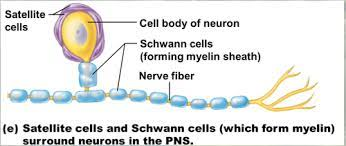 Satellite
cells
Cell body of neuron
Schwann cells
(forming myelin sheath)
Nerve fiber
(e) Satellite cells and Schwann cells (which form myelin)
surround neurons in the PNS.